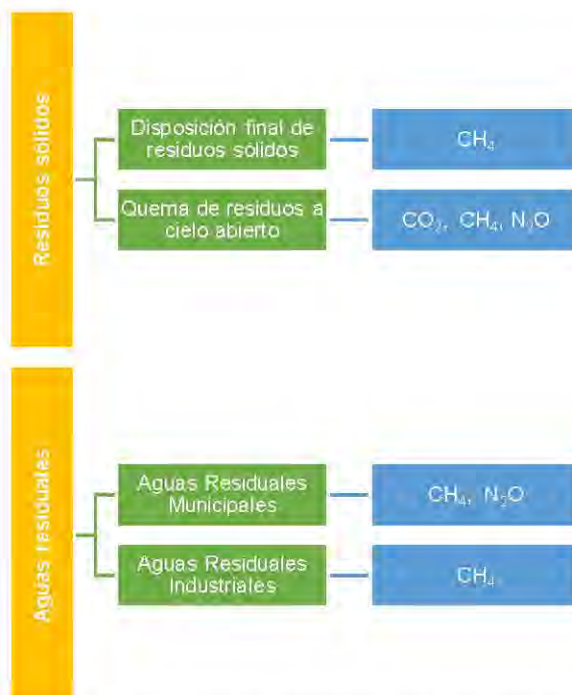 Residuos sólidos
Disposición final de
residuos sólidos
CH₄
Quema de residuos a
cielo abierto
CO₂, CH₄, N₂O
Aguas residuales
Aguas Residuales
Municipales
CH₄, N₂O
Aguas Residuales
Industriales
CH₄